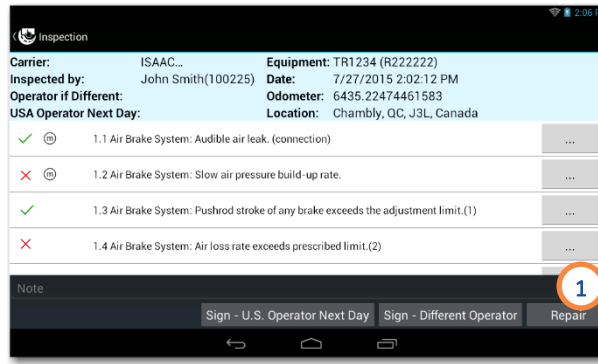 2:06 P
Inspection
Carrier: ISAAC... Equipment: TR1234 (R222222)
Inspected by: John Smith(100225) Date: 7/27/2015 2:02:12 PM
Operator if Different: Odometer: 6435.22474461583
USA Operator Next Day: Location: Chambly, QC, J3L, Canada
m 1.1 Air Brake System: Audible air leak. (connection) ...
m 1.2 Air Brake System: Slow air pressure build-up rate. ...
1.3 Air Brake System: Pushrod stroke of any brake exceeds the adjustment limit.(1) ...
1.4 Air Brake System: Air loss rate exceeds prescribed limit.(2) ...
Note
1
Sign - U.S. Operator Next Day Sign - Different Operator Repair